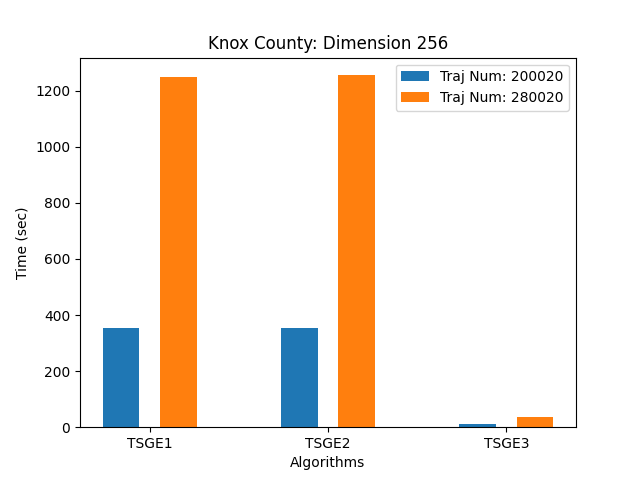 Knox County: Dimension 256
Traj Num: 200020
Traj Num: 280020
1200
1000
800
600
400
200
0
Time (sec)
TSGE1 TSGE2 TSGE3
Algorithms